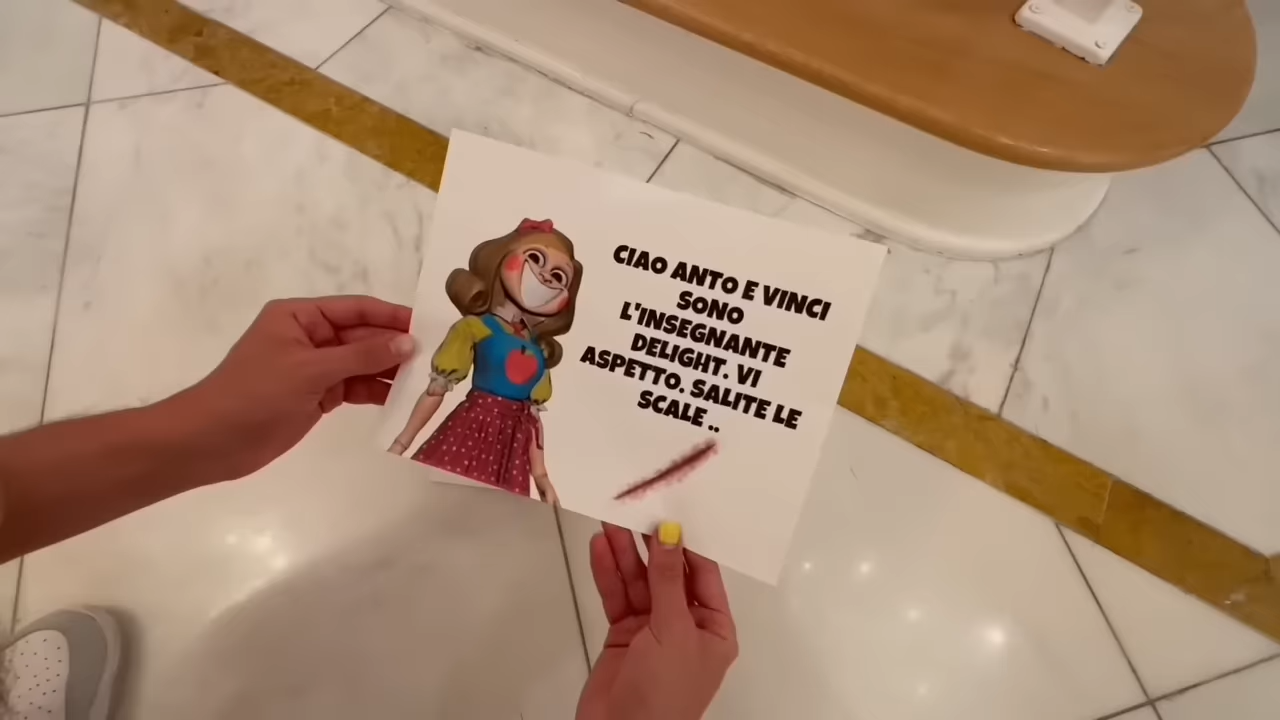 CIAO ANTO E VINCI
SONO
L'INSEGNANTE
DELIGHT. VI
ASPETTO. SALITE LE
SCALE ..